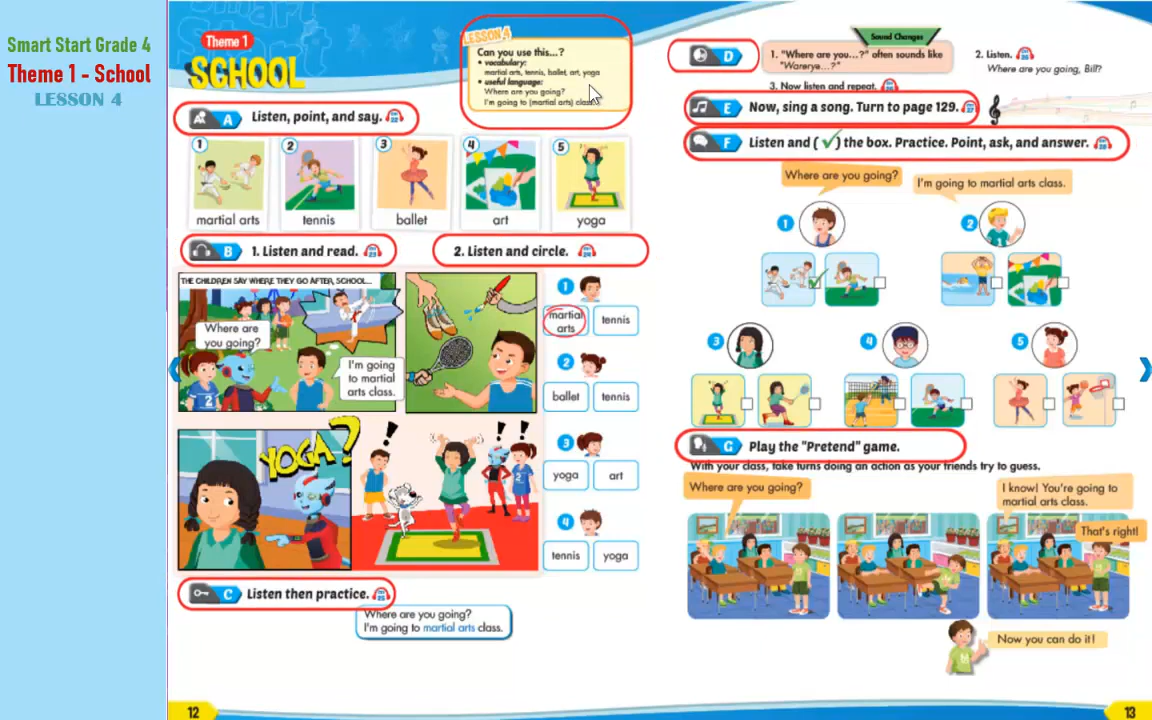 Smart Start Grade 4
Theme 1 - School
LESSON 4
Theme 1
SCHOOL
LESSON 4
Can you use this...?
• vocabulary:
martial arts, tennis, ballet, art, yoga
• useful language:
Where are you going?
I'm going to (martial arts) class.
A Listen, point, and say.
1
2
3
4
5
martial arts
tennis
ballet
art
yoga
B 1. Listen and read.
2. Listen and circle.
THE CHILDREN SAY WHERE THEY GO AFTER SCHOOL...
Where are
you going?
I'm going
to martial
arts class.
2
YOGA?
! ! !
1
martial
arts
tennis
2
ballet
tennis
3
yoga
art
4
tennis
yoga
C Listen then practice.
Where are you going?
I'm going to martial arts class.
12
Sound Changes
D
1. "Where are you...?" often sounds like
"Warerya...?"
2. Listen.
Where are you going, Bill?
3. Now listen and repeat.
E Now, sing a song. Turn to page 129.
F Listen and (✓) the box. Practice. Point, ask, and answer.
Where are you going?
I'm going to martial arts class.
1
2
3
4
5
G Play the "Pretend" game.
With your class, take turns doing an action as your friends try to guess.
Where are you going?
I know! You're going to
martial arts class.
That's right!
Now you can do it!
13